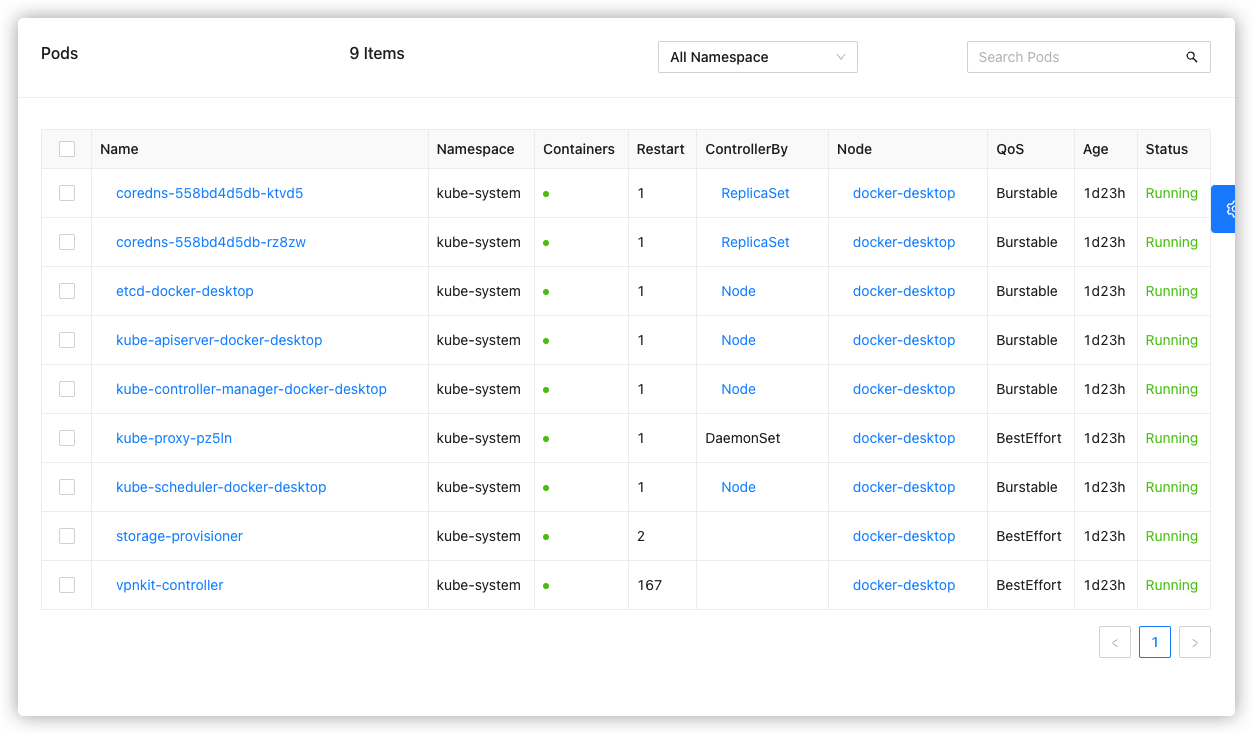 Pods 9 Items All Namespace Search Pods
Name Namespace Containers Restart ControllerBy Node QoS Age Status
coredns-558bd4d5db-ktvd5 kube-system 1 ReplicaSet docker-desktop Burstable 1d23h Running
coredns-558bd4d5db-rz8zw kube-system 1 ReplicaSet docker-desktop Burstable 1d23h Running
etcd-docker-desktop kube-system 1 Node docker-desktop Burstable 1d23h Running
kube-apiserver-docker-desktop kube-system 1 Node docker-desktop Burstable 1d23h Running
kube-controller-manager-docker-desktop kube-system 1 Node docker-desktop Burstable 1d23h Running
kube-proxy-pz5ln kube-system 1 DaemonSet docker-desktop BestEffort 1d23h Running
kube-scheduler-docker-desktop kube-system 1 Node docker-desktop Burstable 1d23h Running
storage-provisioner kube-system 2 docker-desktop BestEffort 1d23h Running
vpnkit-controller kube-system 167 docker-desktop BestEffort 1d23h Running
< 1 >